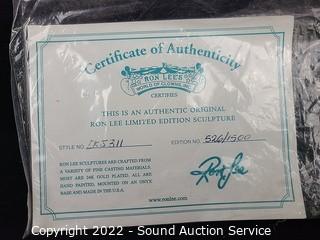 Certificate of Authenticity
RON LEE'S
WORLD OF CLOWNS, INC.
CERTIFIES
THIS IS AN AUTHENTIC ORIGINAL
RON LEE LIMITED EDITION SCULPTURE
STYLE NO. EKJ211 EDITION NO. 526/1500
RON LEE SCULPTURES ARE CRAFTED FROM
A VARIETY OF FINE CASTING MATERIALS.
MOST ARE 24K GOLD PLATED. ALL ARE
HAND PAINTED, MOUNTED ON AN ONYX
BASE AND MADE IN THE U.S.A.
Ron Lee
www.ronlee.com
Copyright 2022 - Sound Auction Service